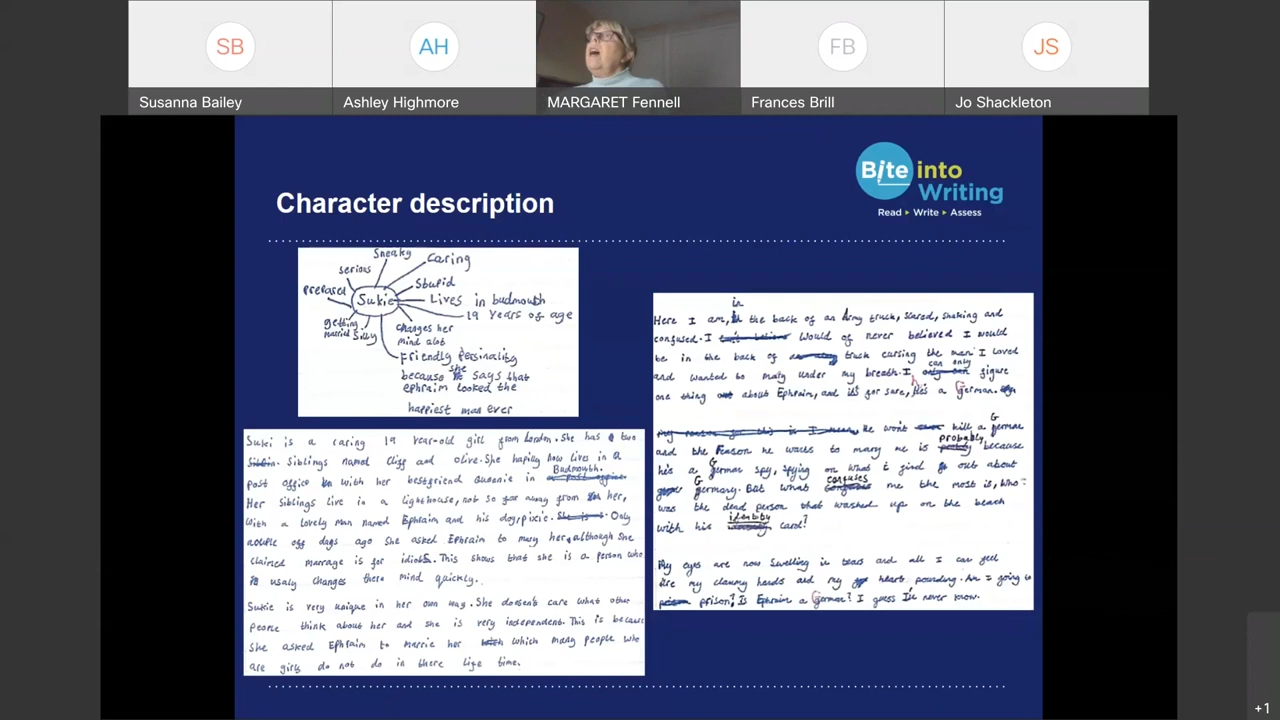 SB
AH
FB
JS
Susanna Bailey
Ashley Highmore
MARGARET Fennell
Frances Brill
Jo Shackleton
Bite into
Writing
Read ▸ Write ▸ Assess
Character description
Sneaky
Caring
serious
Stupid
Prepared
Sukie
Lives in budmouth
19 Years of age
getting married
Silly
changes her
mind alot
Friendly Personality
because she says that
ephraim looked the
happiest man ever
Suki is a caring 19 year-old girl from London. She has two
Siblings named Cliff and olive. She hapilly now lives in a
post office with her bestfriend Queenie in Budmouth.
Her siblings live in a lighthouse, not so far away from her,
with a lovely man named Ephraim and his dog, pixie. Only
a couple off days ago she asked Ephraim to mary her, although she
claimed marrage is for idiots. This shows that she is a person who
usaly changes there mind quickly.
Sukie is very unique in her own way. She doesen't care what other
people think about her and she is very independent. This is because
She asked Ephraim to marrie her which many people who
are girls do not do in there life time.
Here I am, in the back of an Army truck, scared, shaking and
confused. I would of never believed I would
be in the back of truck cursing the man I loved
and wanted to mary under my breath. I can only figure
one thing about Ephraim, and it's for sure, He's a German.
He won't kill a German
and the reason he wants to mary me is probably because
his a German spy, spying on what I find out about
Germany. But what confuses me the most is, who
was the dead person that washed up on the beach
with his identity card?
My eyes are now swelling in tears and all I can feel
are my clammy hands and my heart pounding. Am I going to
prison? Is Ephraim a German? I guess I'll never know.
+1